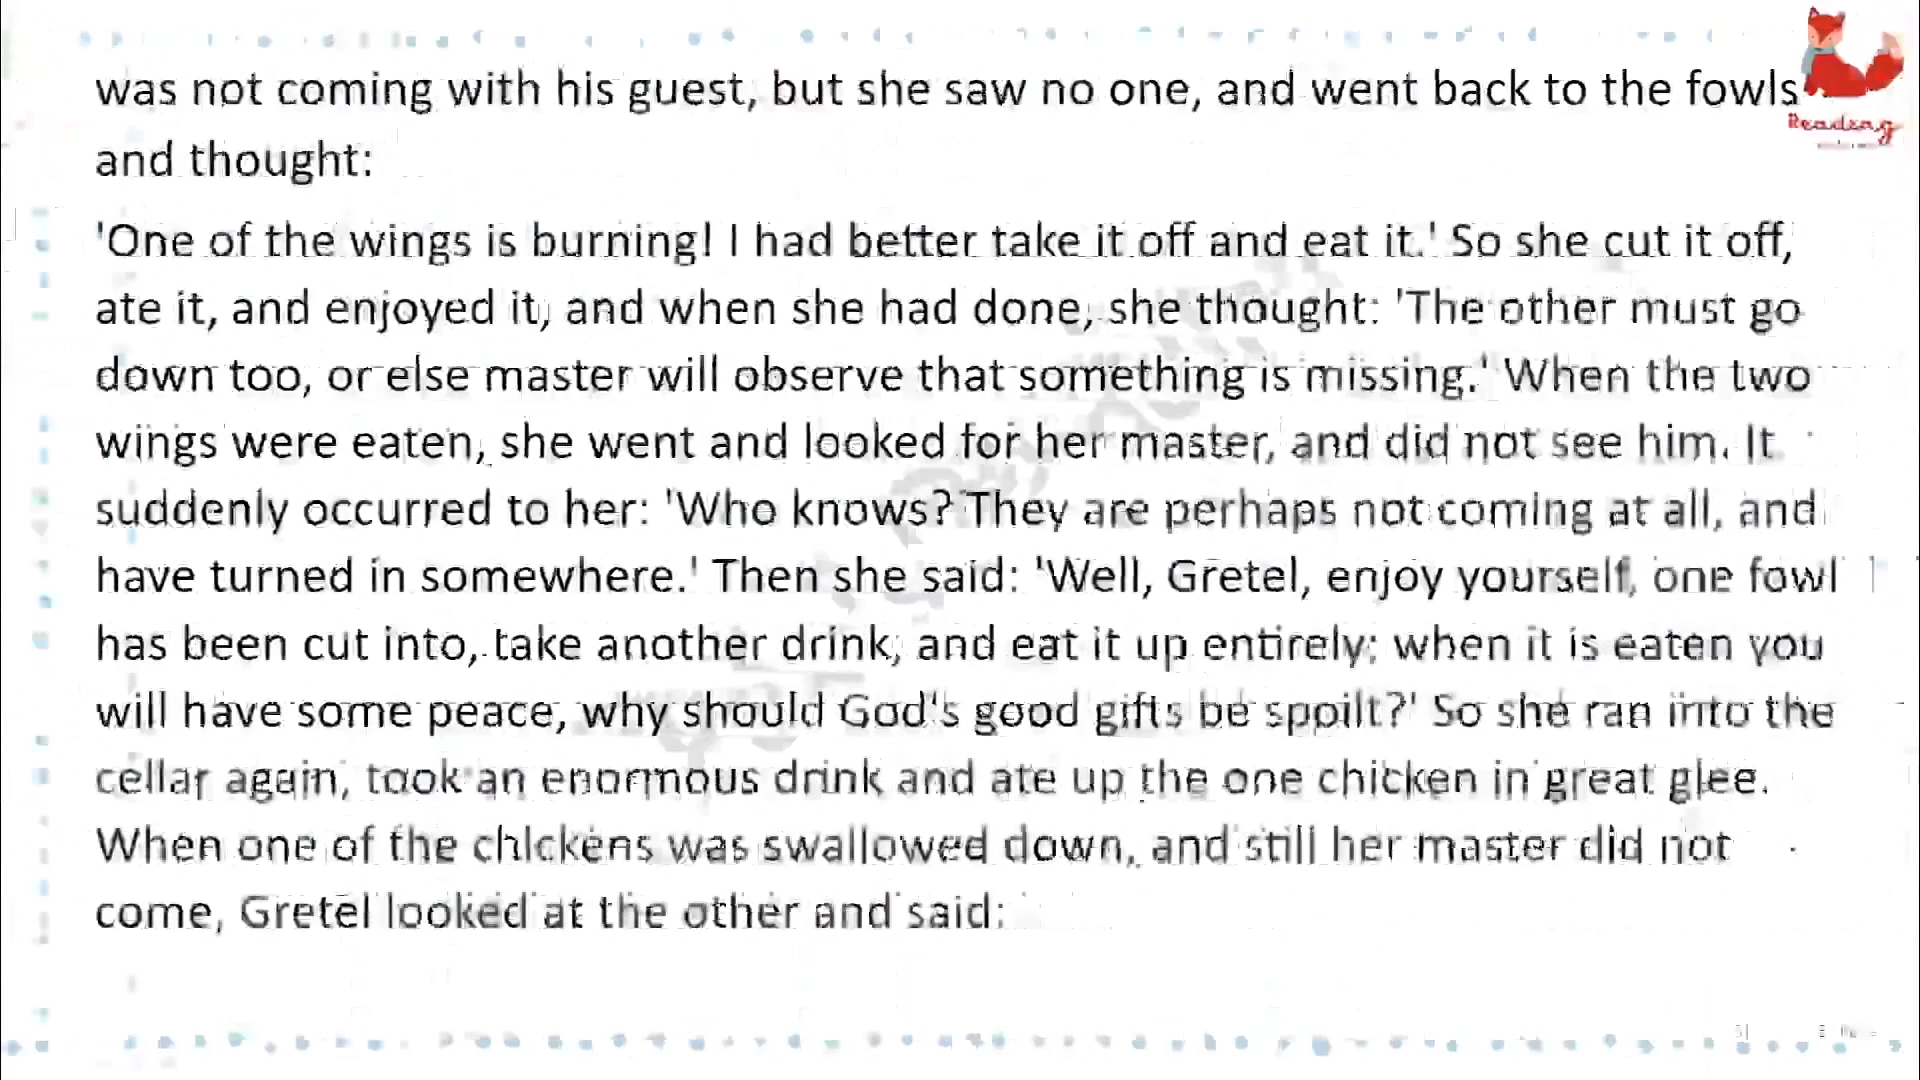 was not coming with his guest, but she saw no one, and went back to the fowls
and thought:
'One of the wings is burning! I had better take it off and eat it.' So she cut it off,
ate it, and enjoyed it, and when she had done, she thought: 'The other must go
down too, or else master will observe that something is missing.' When the two
wings were eaten, she went and looked for her master, and did not see him. It
suddenly occurred to her: 'Who knows? They are perhaps not coming at all, and
have turned in somewhere.' Then she said: 'Well, Gretel, enjoy yourself, one fowl
has been cut into, take another drink, and eat it up entirely; when it is eaten you
will have some peace, why should God's good gifts be spoilt?' So she ran into the
cellar again, took an enormous drink and ate up the one chicken in great glee.
When one of the chickens was swallowed down, and still her master did not
come, Gretel looked at the other and said: